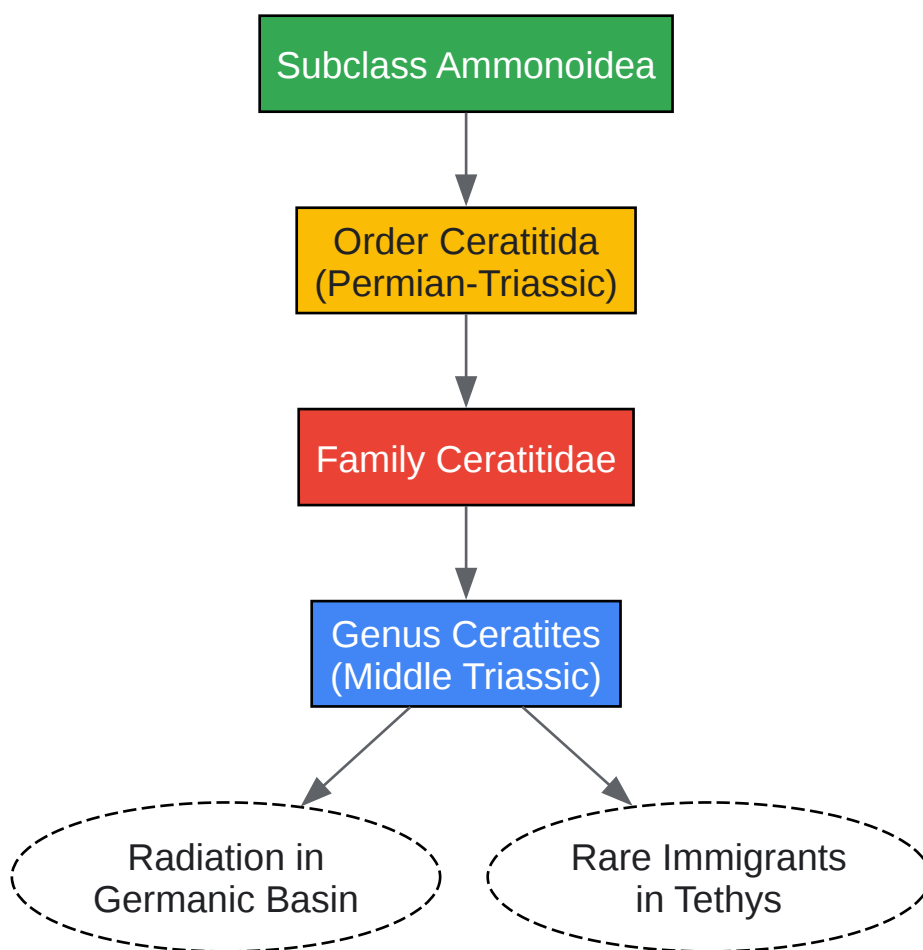 Subclass Ammonoidea
Order Ceratitida
(Permian-Triassic)
Family Ceratitidae
Genus Ceratites
(Middle Triassic)
Radiation in
Germanic Basin
Rare Immigrants
in Tethys